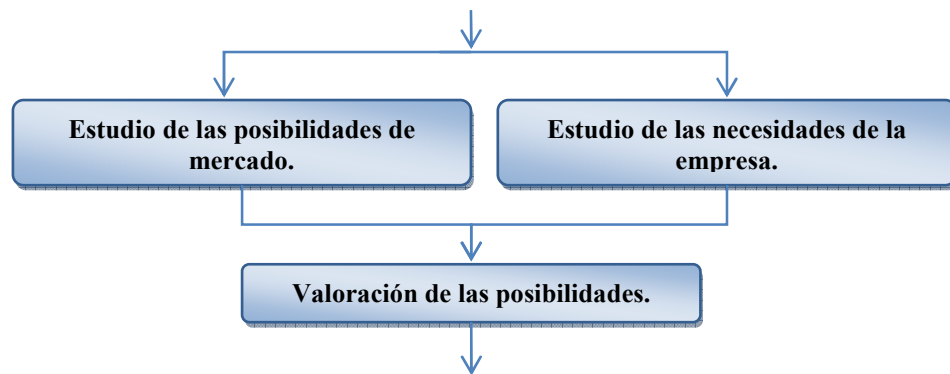 Estudio de las posibilidades de
mercado.
Estudio de las necesidades de la
empresa.
Valoración de las posibilidades.